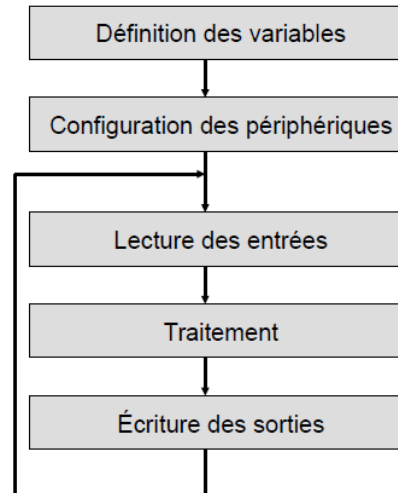 Définition des variables
Configuration des périphériques
Lecture des entrées
Traitement
Écriture des sorties